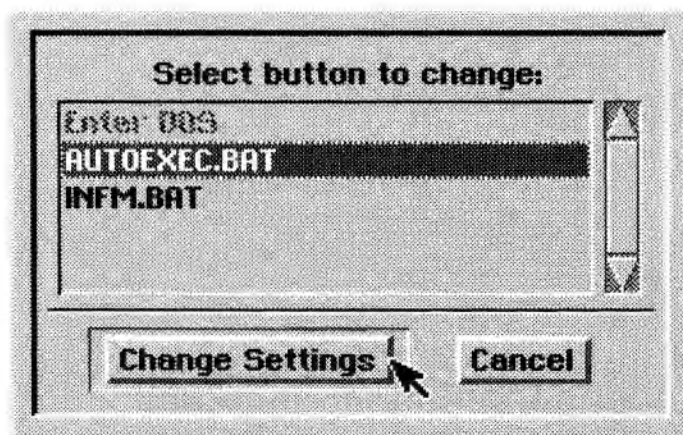 Select button to change:
Enter DOS
AUTOEXEC.BAT
INFM.BAT
Change Settings
Cancel